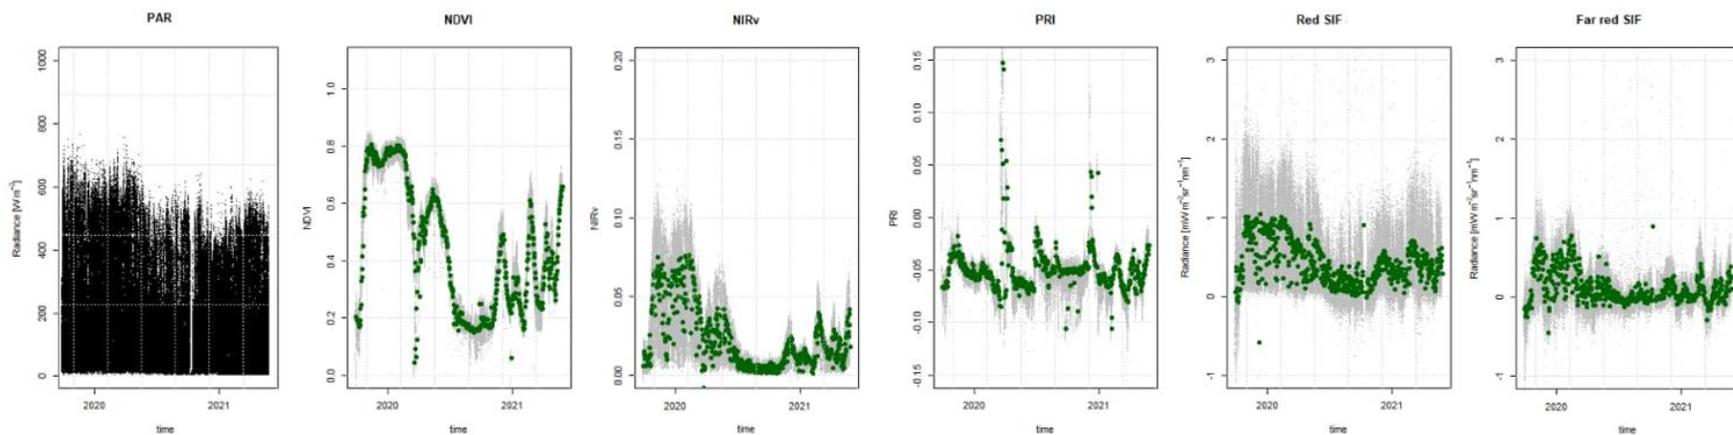 PAR
Radiance [W m⁻²]
1000
800
600
400
200
0
2020 2021
time
NDVI
NDVI
1.0
0.8
0.6
0.4
0.2
0.0
2020 2021
time
NIRv
NIRv
0.20
0.15
0.10
0.05
0.00
2020 2021
time
PRI
PRI
0.15
0.10
0.05
0.00
-0.05
-0.10
-0.15
2020 2021
time
Red SIF
Radiance [mW m⁻²sr⁻¹nm⁻¹]
3
2
1
0
-1
2020 2021
time
Far red SIF
Radiance [mW m⁻²sr⁻¹nm⁻¹]
3
2
1
0
-1
2020 2021
time